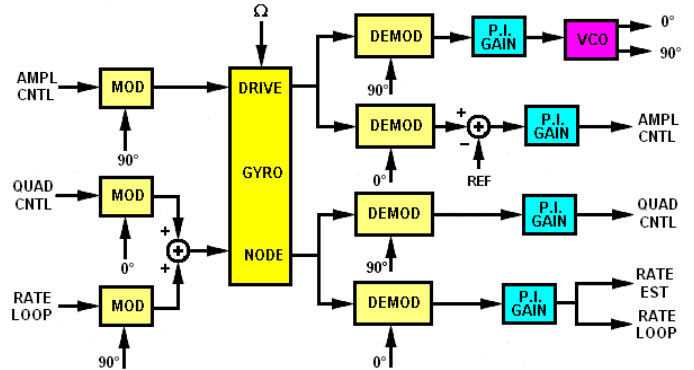 Ω
AMPL
CNTL
MOD
90°
QUAD
CNTL
MOD
0°
+
+
+
RATE
LOOP
MOD
90°
DRIVE
GYRO
NODE
DEMOD
90°
P.I.
GAIN
VCO
0°
90°
DEMOD
0°
+
+
−
REF
P.I.
GAIN
AMPL
CNTL
DEMOD
90°
P.I.
GAIN
QUAD
CNTL
DEMOD
0°
P.I.
GAIN
RATE
EST
RATE
LOOP